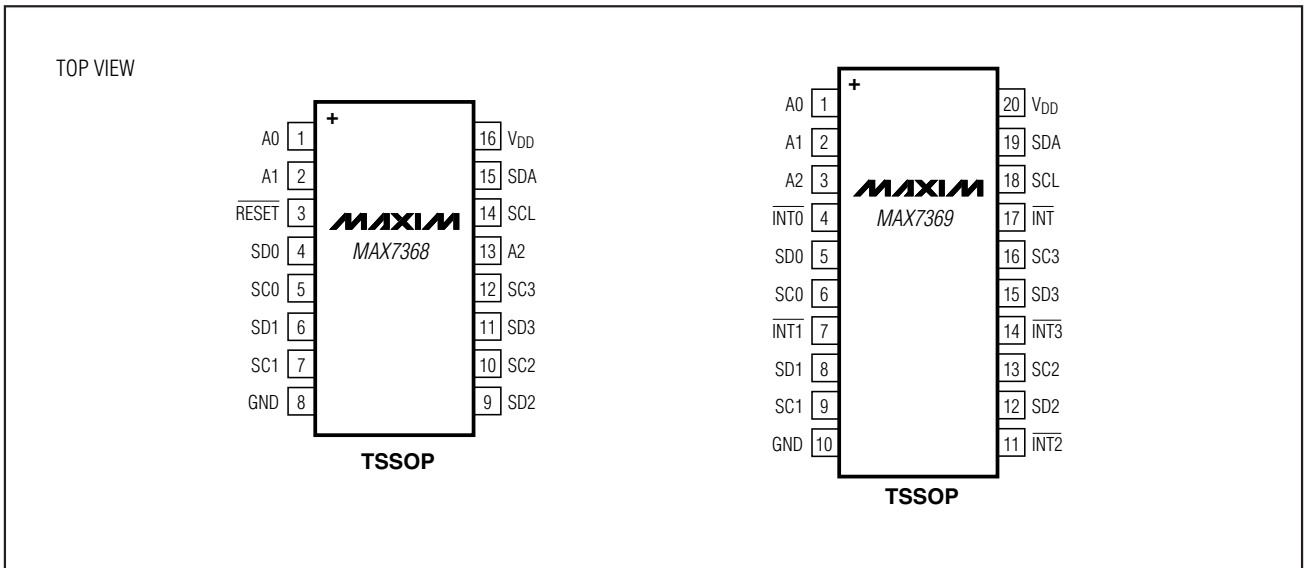 TOP VIEW
+
A0 1
A1 2
RESET 3
SD0 4
SC0 5
SD1 6
SC1 7
GND 8
MAXIM
MAX7368
16 VDD
15 SDA
14 SCL
13 A2
12 SC3
11 SD3
10 SC2
9 SD2
TSSOP
+
A0 1
A1 2
A2 3
INT0 4
SD0 5
SC0 6
INT1 7
SD1 8
SC1 9
GND 10
MAXIM
MAX7369
20 VDD
19 SDA
18 SCL
17 INT
16 SC3
15 SD3
14 INT3
13 SC2
12 SD2
11 INT2
TSSOP